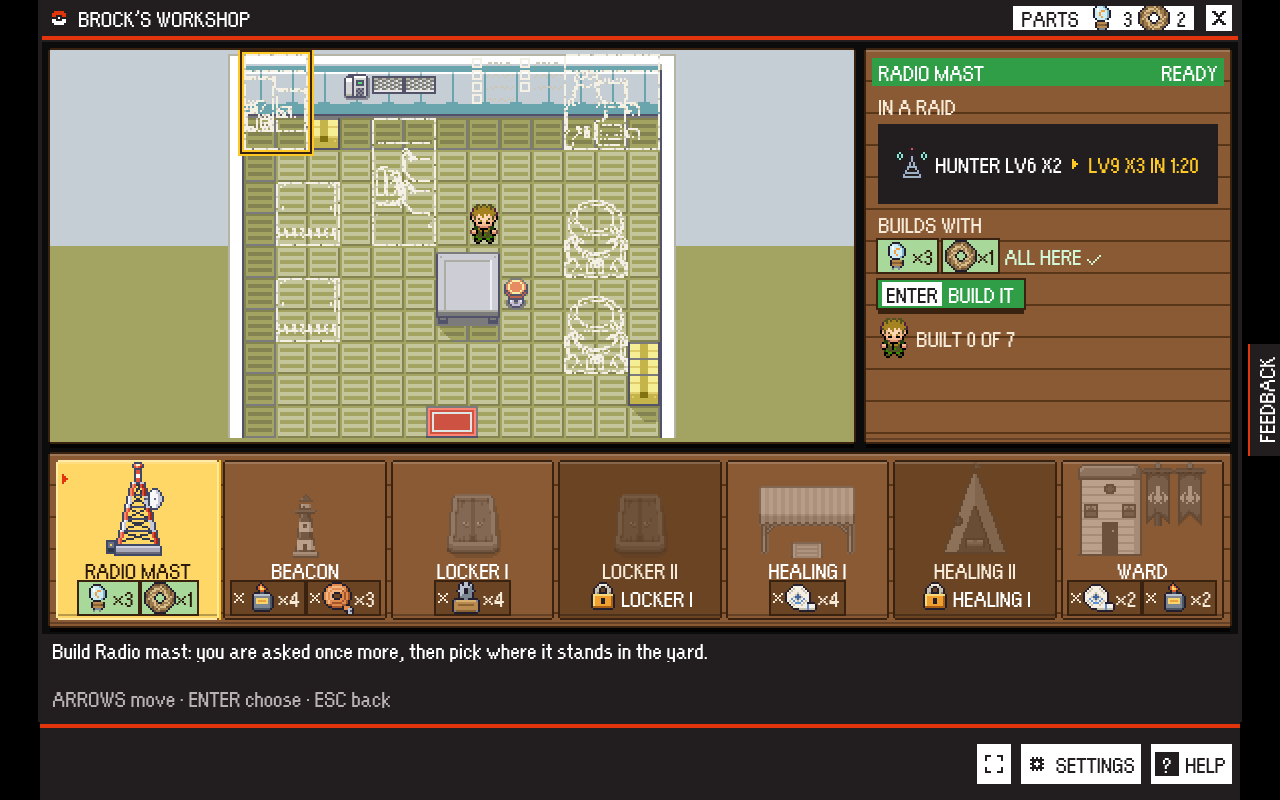 BROCK'S WORKSHOP
PARTS 3 2 X
RADIO MAST READY
IN A RAID
HUNTER LV6 X2 ▸ LV9 X3 IN 1:20
BUILDS WITH
×3 ×1 ALL HERE ✓
ENTER BUILD IT
BUILT 0 OF 7
FEEDBACK
RADIO MAST
×3 ×1
BEACON
× ×4 × ×3
LOCKER I
× ×4
LOCKER II
LOCKER I
HEALING I
× ×4
HEALING II
HEALING I
WARD
× ×2 × ×2
Build Radio mast: you are asked once more, then pick where it stands in the yard.
ARROWS move · ENTER choose · ESC back
SETTINGS
? HELP